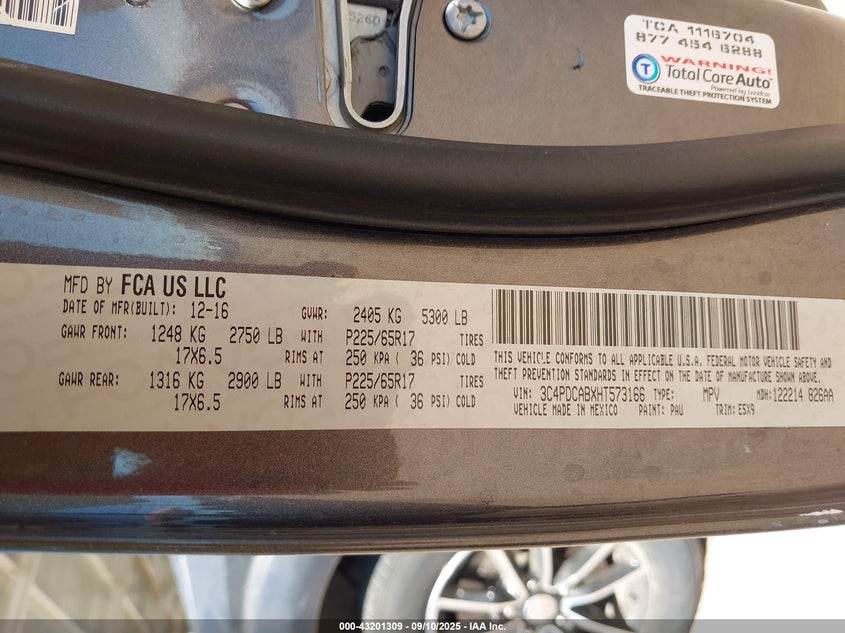 5260
TCA 1116704
877 454 6288
WARNING!
T Total Care Auto
Powered by Landcar
TRACEABLE THEFT PROTECTION SYSTEM
MFD BY FCA US LLC
DATE OF MFR(BUILT): 12-16 GVWR: 2405 KG 5300 LB
GAWR FRONT: 1248 KG 2750 LB WITH P225/65R17 TIRES
17X6.5 RIMS AT 250 KPA ( 36 PSI) COLD
GAWR REAR: 1316 KG 2900 LB WITH P225/65R17 TIRES
17X6.5 RIMS AT 250 KPA ( 36 PSI) COLD
THIS VEHICLE CONFORMS TO ALL APPLICABLE U.S.A. FEDERAL MOTOR VEHICLE SAFETY AND
THEFT PREVENTION STANDARDS IN EFFECT ON THE DATE OF MANUFACTURE SHOWN ABOVE.
VIN: 3C4PDCABXHT573166 TYPE: MPV MDH: 122214 826AA
VEHICLE MADE IN MEXICO PAINT: PAU TRIM: E5X9
000-43201309 - 09/10/2025 - IAA Inc.